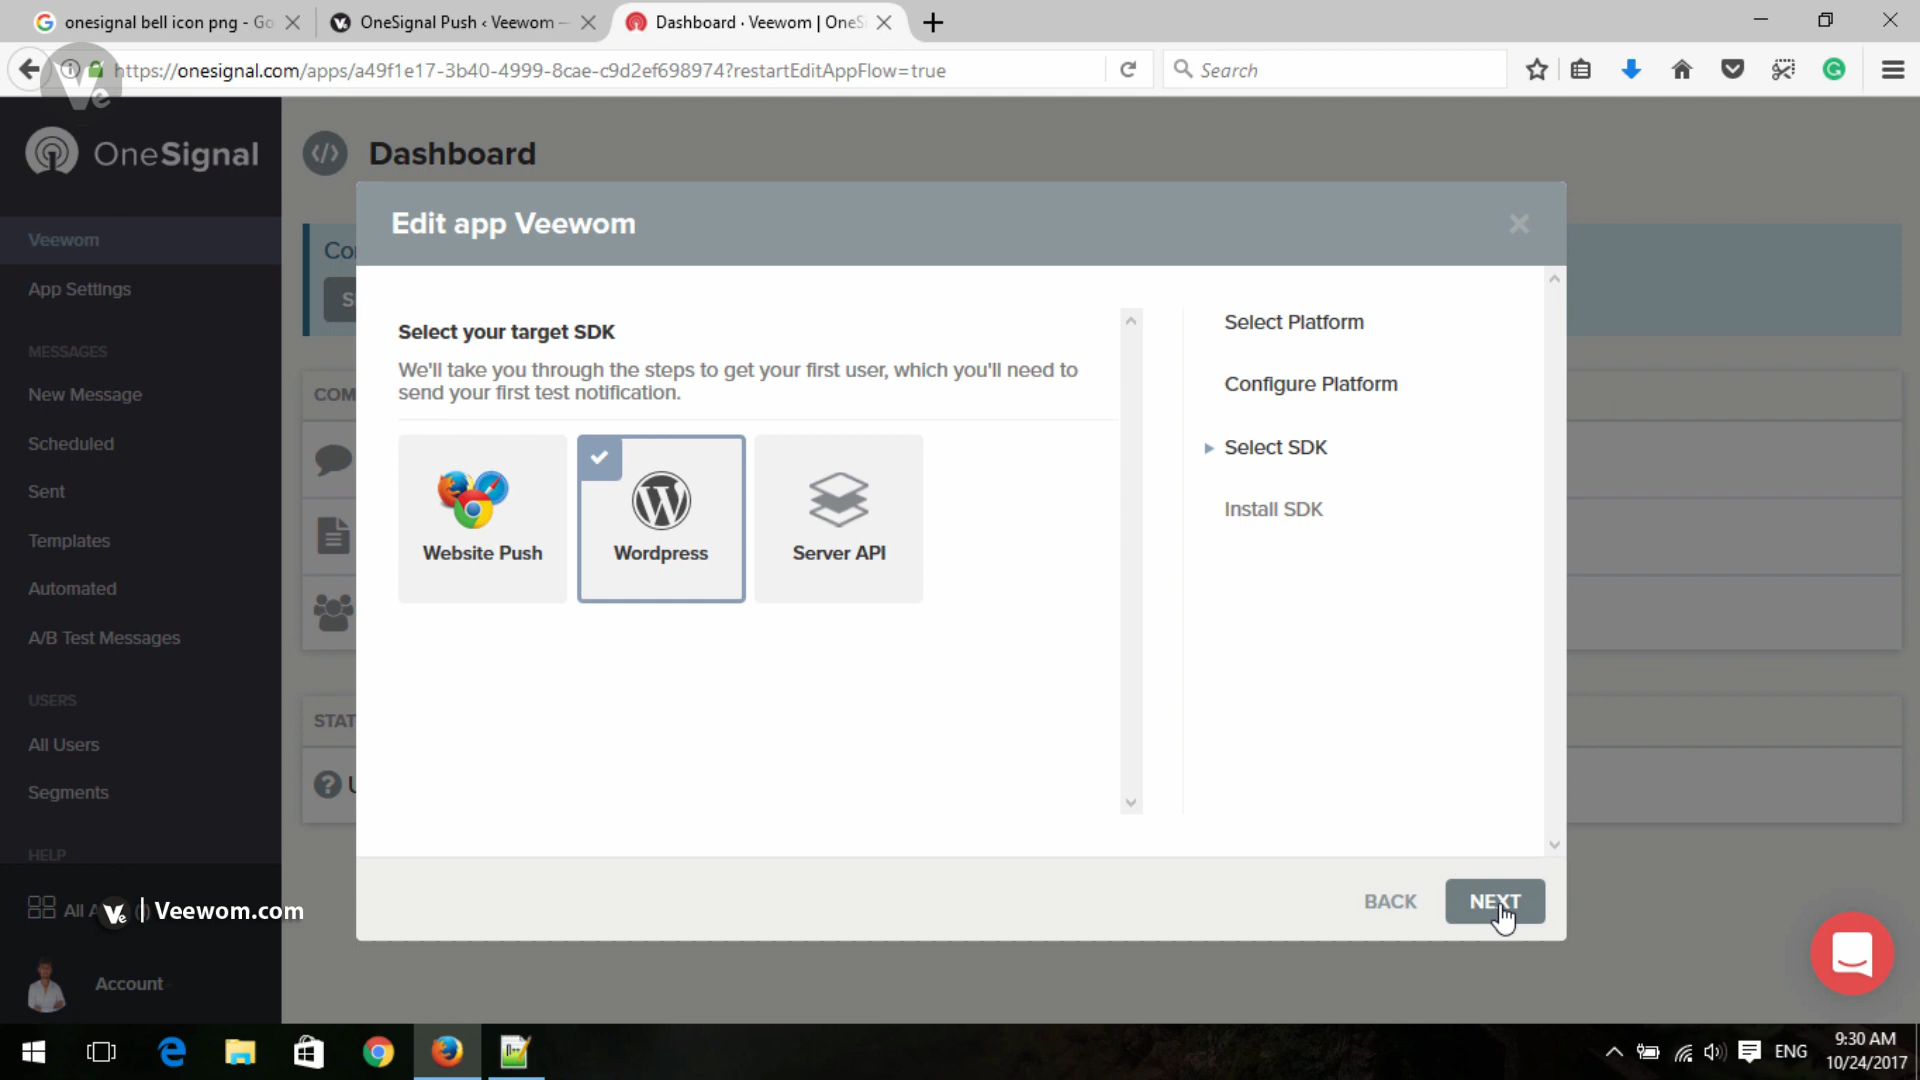 onesignal bell icon png - Go
OneSignal Push ‹ Veewom —
Dashboard · Veewom | OneS
https://onesignal.com/apps/a49f1e17-3b40-4999-8cae-c9d2ef698974?restartEditAppFlow=true
Search
Ve
OneSignal
Dashboard
Veewom
App Settings
MESSAGES
New Message
Scheduled
Sent
Templates
Automated
A/B Test Messages
USERS
All Users
Segments
HELP
All A
Ve | Veewom.com
Account
Edit app Veewom
Select your target SDK
We'll take you through the steps to get your first user, which you'll need to
send your first test notification.
Website Push
Wordpress
Server API
Select Platform
Configure Platform
Select SDK
Install SDK
BACK
NEXT
ENG
9:30 AM
10/24/2017